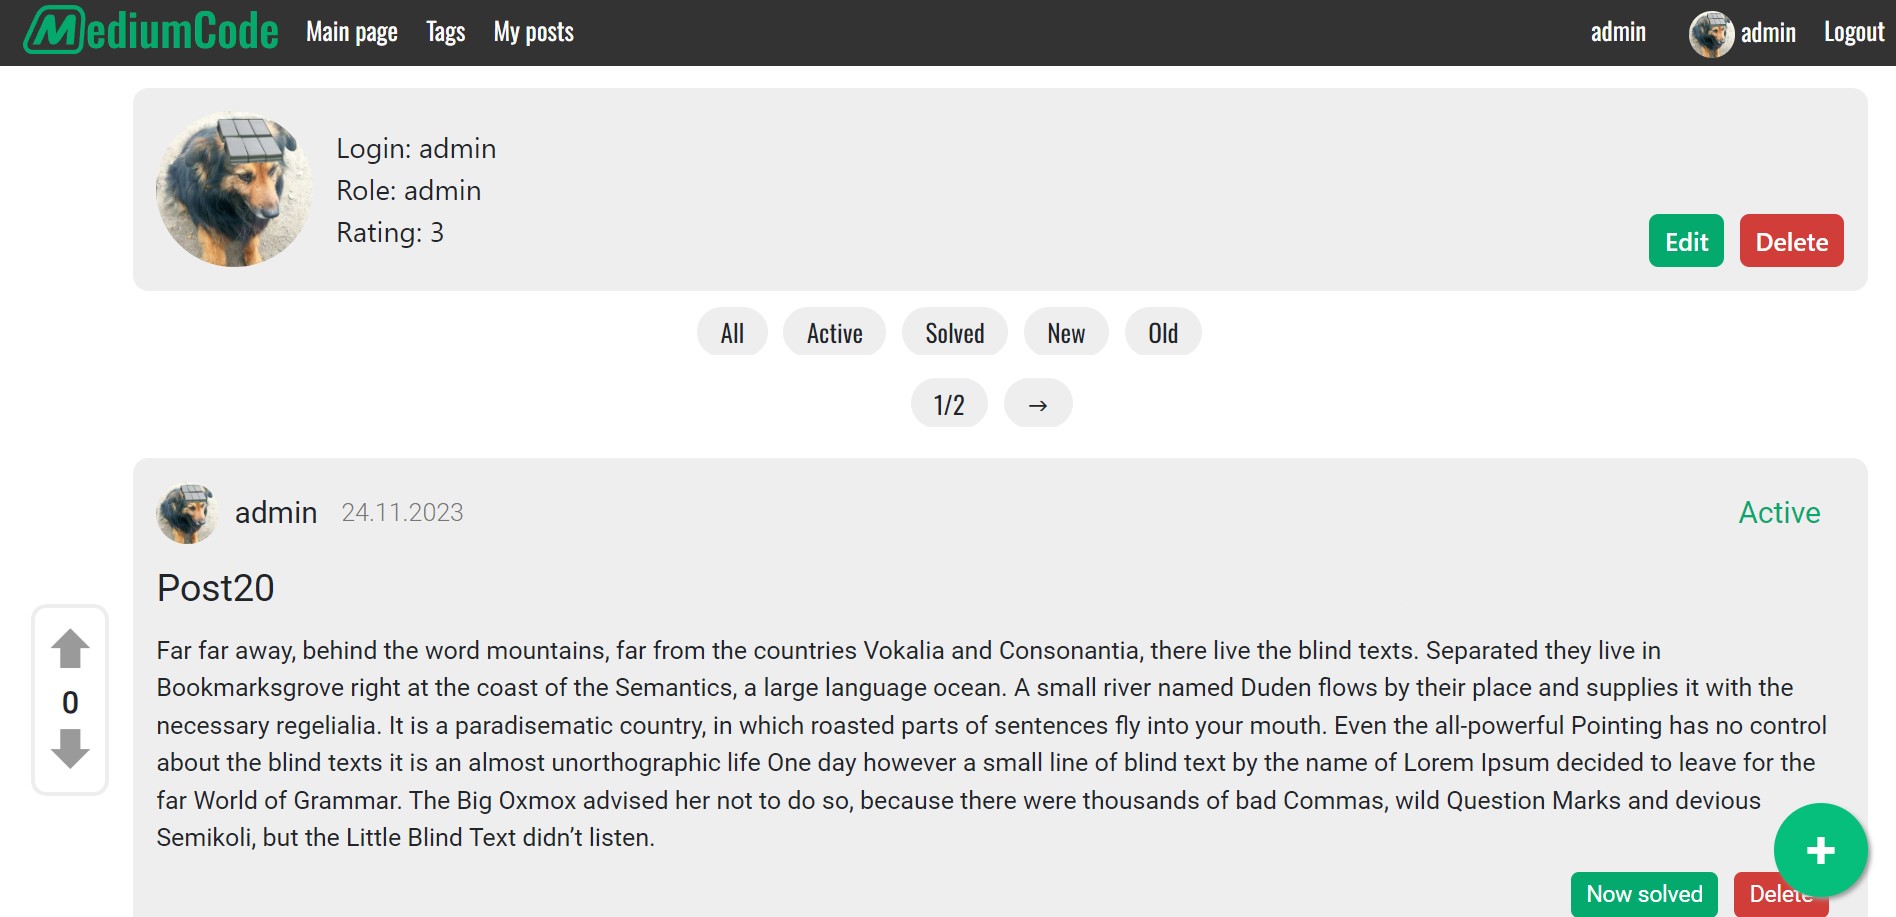 MediumCode Main page Tags My posts admin admin Logout
Login: admin
Role: admin
Rating: 3
Edit Delete
All Active Solved New Old
1/2 →
admin 24.11.2023 Active
Post20
Far far away, behind the word mountains, far from the countries Vokalia and Consonantia, there live the blind texts. Separated they live in
Bookmarksgrove right at the coast of the Semantics, a large language ocean. A small river named Duden flows by their place and supplies it with the
necessary regelialia. It is a paradisematic country, in which roasted parts of sentences fly into your mouth. Even the all-powerful Pointing has no control
about the blind texts it is an almost unorthographic life One day however a small line of blind text by the name of Lorem Ipsum decided to leave for the
far World of Grammar. The Big Oxmox advised her not to do so, because there were thousands of bad Commas, wild Question Marks and devious
Semikoli, but the Little Blind Text didn’t listen.
0
+
Now solved Delete